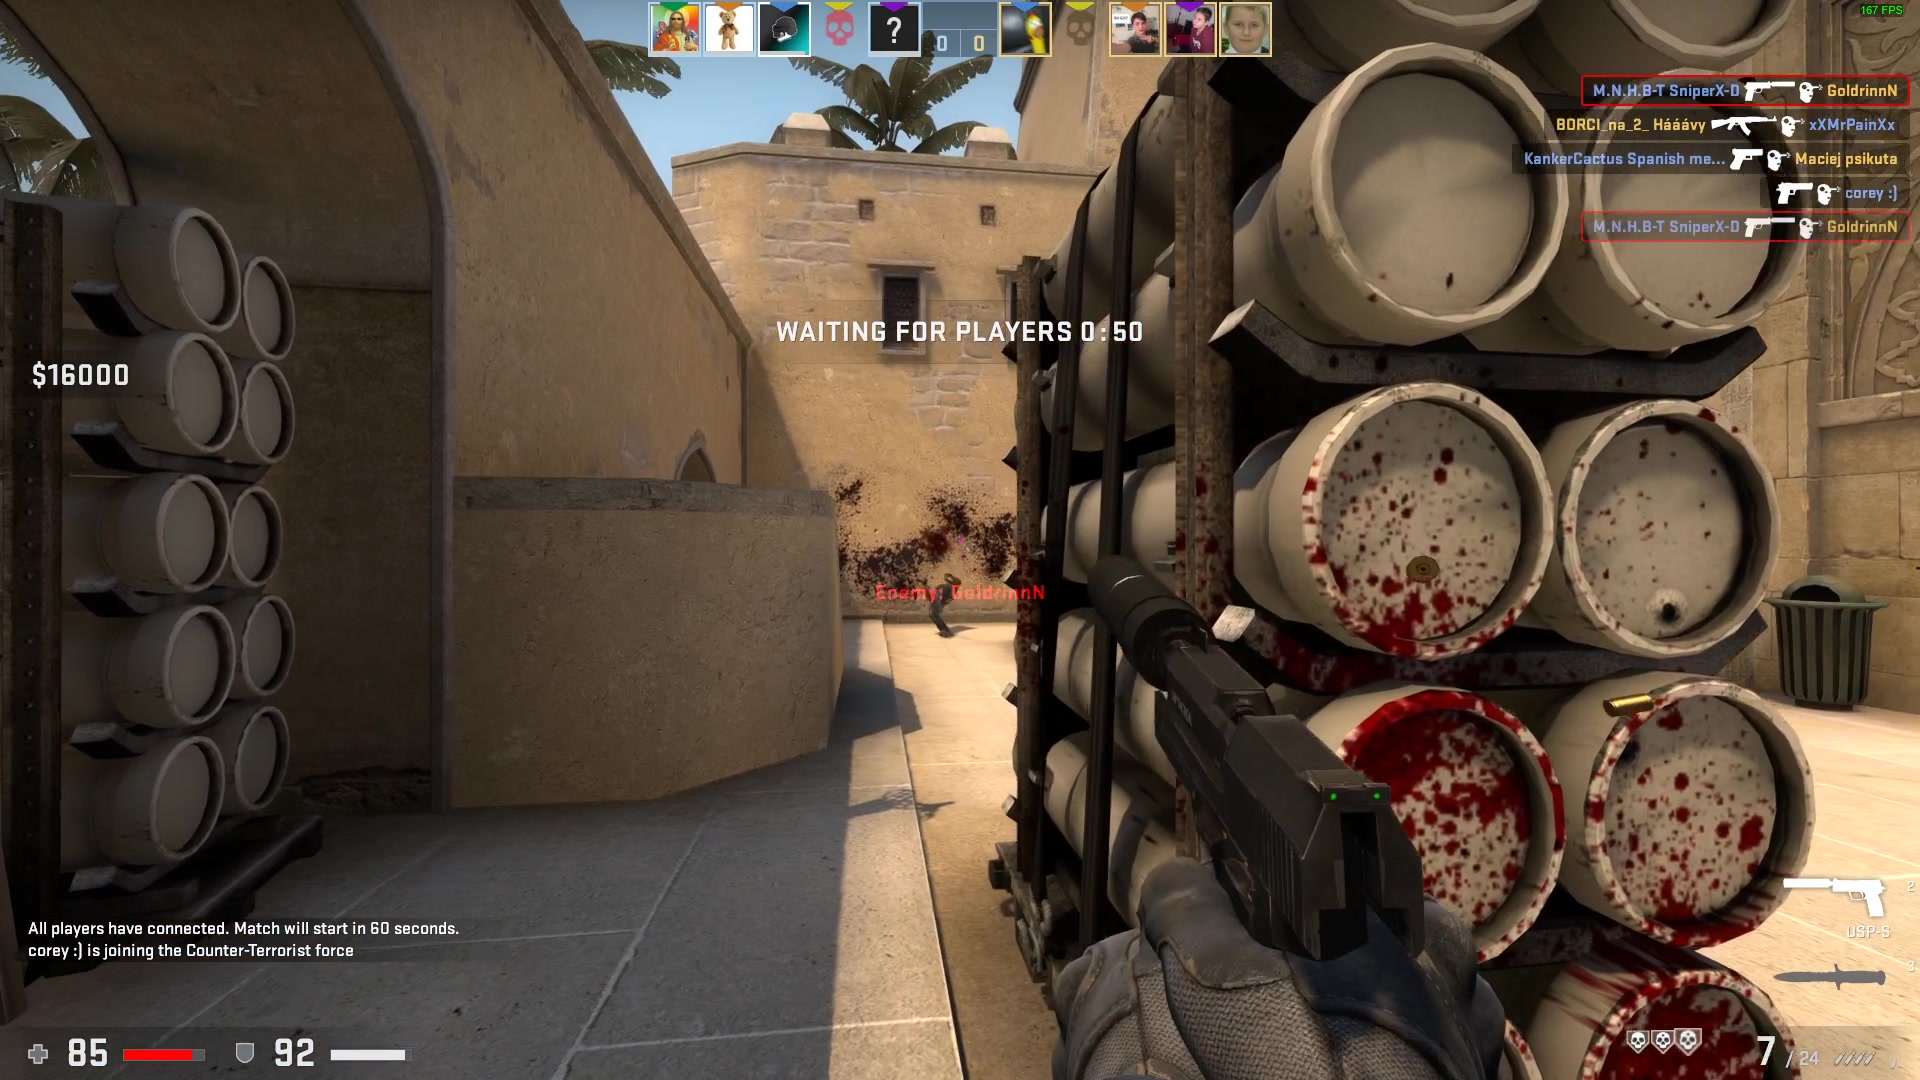 167 FPS
?
0 0
M.N.H.B-T SniperX-D GoldrinnN
BORCI_na_2_ Hááávy xXMrPainXx
KankerCactus Spanish me... Maciej psikuta
corey :)
M.N.H.B-T SniperX-D GoldrinnN
WAITING FOR PLAYERS 0:50
$16000
Enemy: GoldrinnN
2
USP-S
3
All players have connected. Match will start in 60 seconds.
corey :) is joining the Counter-Terrorist force
85 92
7 / 24